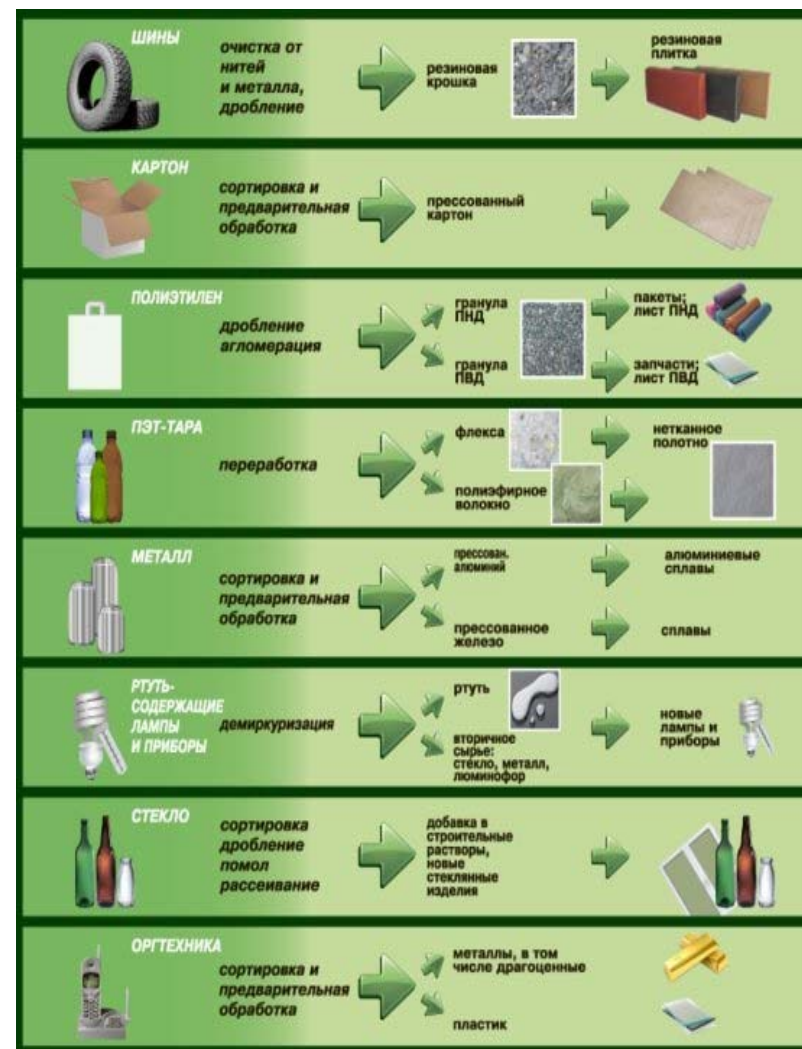 ШИНЫ
очистка от
нитей
и металла,
дробление
резиновая
крошка
резиновая
плитка
КАРТОН
сортировка и
предварительная
обработка
прессованный
картон
ПОЛИЭТИЛЕН
дробление
агломерация
гранула
ПНД
гранула
ПВД
пакеты;
лист ПНД
запчасти;
лист ПВД
ПЭТ-ТАРА
переработка
флекса
полиэфирное
волокно
нетканное
полотно
МЕТАЛЛ
сортировка и
предварительная
обработка
прессован.
алюминий
прессованное
железо
алюминиевые
сплавы
сплавы
РТУТЬ-
СОДЕРЖАЩИЕ
ЛАМПЫ
И ПРИБОРЫ
демиркуризация
ртуть
вторичное
сырье:
стекло, металл,
люминофор
новые
лампы и
приборы
СТЕКЛО
сортировка
дробление
помол
рассеивание
добавка в
строительные
растворы,
новые
стеклянные
изделия
ОРГТЕХНИКА
сортировка и
предварительная
обработка
металлы, в том
числе драгоценные
пластик